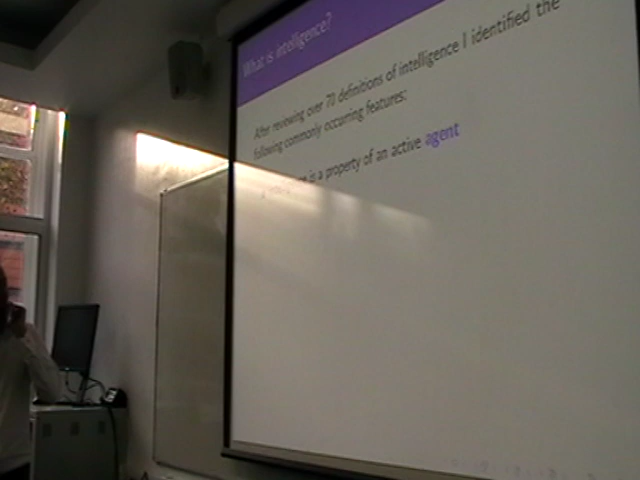 What is intelligence?
After reviewing over 70 definitions of intelligence I identified the
following commonly occurring features:
is a property of an active agent